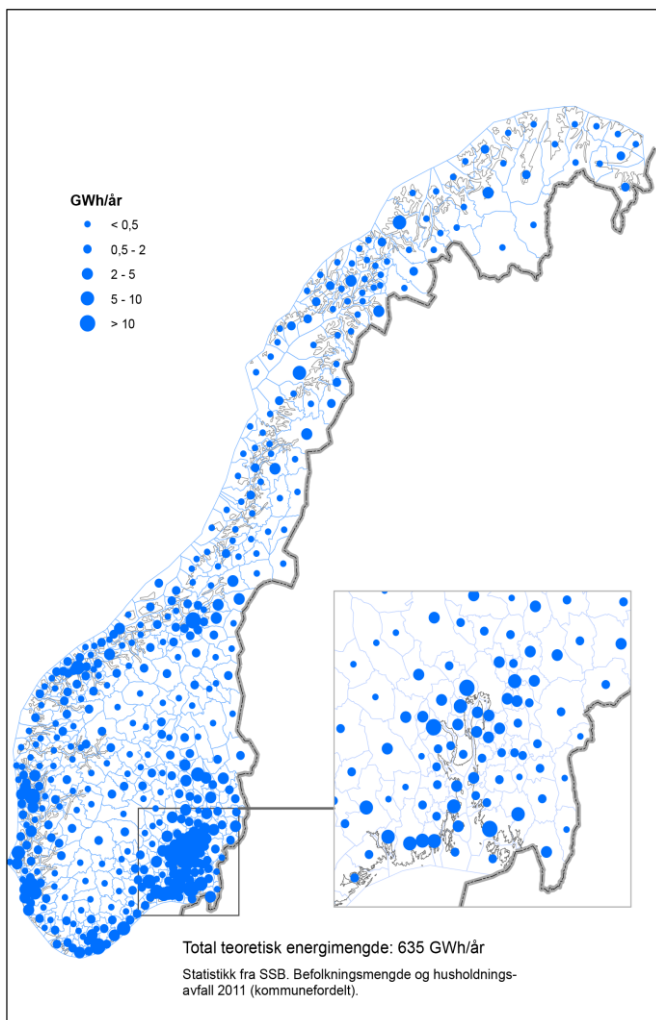 GWh/år
< 0,5
0,5 - 2
2 - 5
5 - 10
> 10
Total teoretisk energimengde: 635 GWh/år
Statistikk fra SSB. Befolkningsmengde og husholdnings-
avfall 2011 (kommunefordelt).